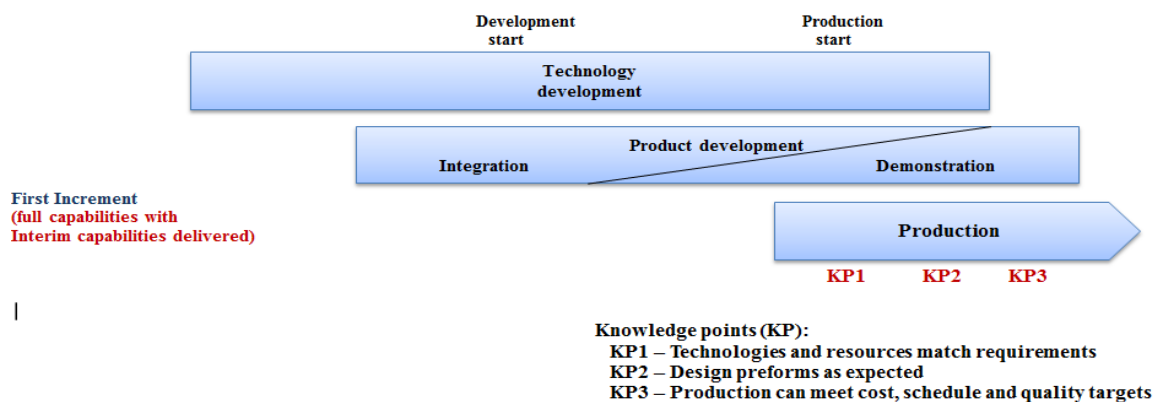 Development
start
Production
start
Technology
development
Product development
Integration
Demonstration
First Increment
(full capabilities with
Interim capabilities delivered)
Production
KP1 KP2 KP3
Knowledge points (KP):
KP1 – Technologies and resources match requirements
KP2 – Design preforms as expected
KP3 – Production can meet cost, schedule and quality targets